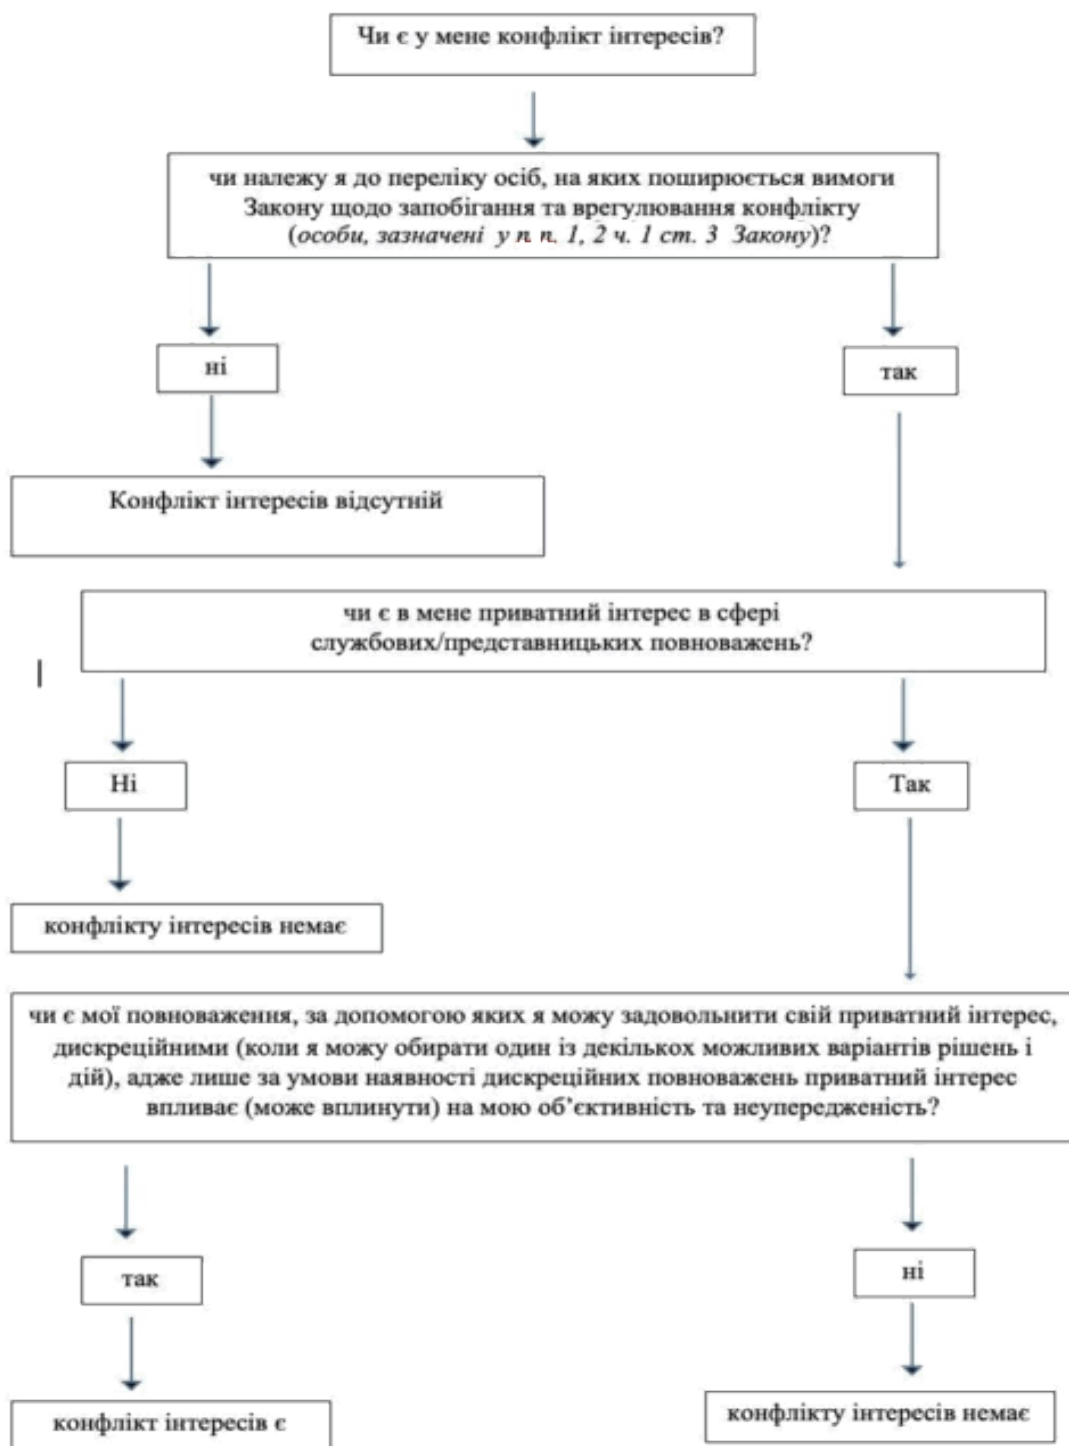 Чи є у мене конфлікт інтересів?
чи належу я до переліку осіб, на яких поширюється вимоги
Закону щодо запобігання та врегулювання конфлікту
(особи, зазначені у п. п. 1, 2 ч. 1 ст. 3 Закону)?
ні
так
Конфлікт інтересів відсутній
чи є в мене приватний інтерес в сфері
службових/представницьких повноважень?
Ні
Так
конфлікту інтересів немає
чи є мої повноваження, за допомогою яких я можу задовольнити свій приватний інтерес,
дискреційними (коли я можу обирати один із декількох можливих варіантів рішень і
дій), адже лише за умови наявності дискреційних повноважень приватний інтерес
впливає (може вплинути) на мою об’єктивність та неупередженість?
так
ні
конфлікт інтересів є
конфлікту інтересів немає